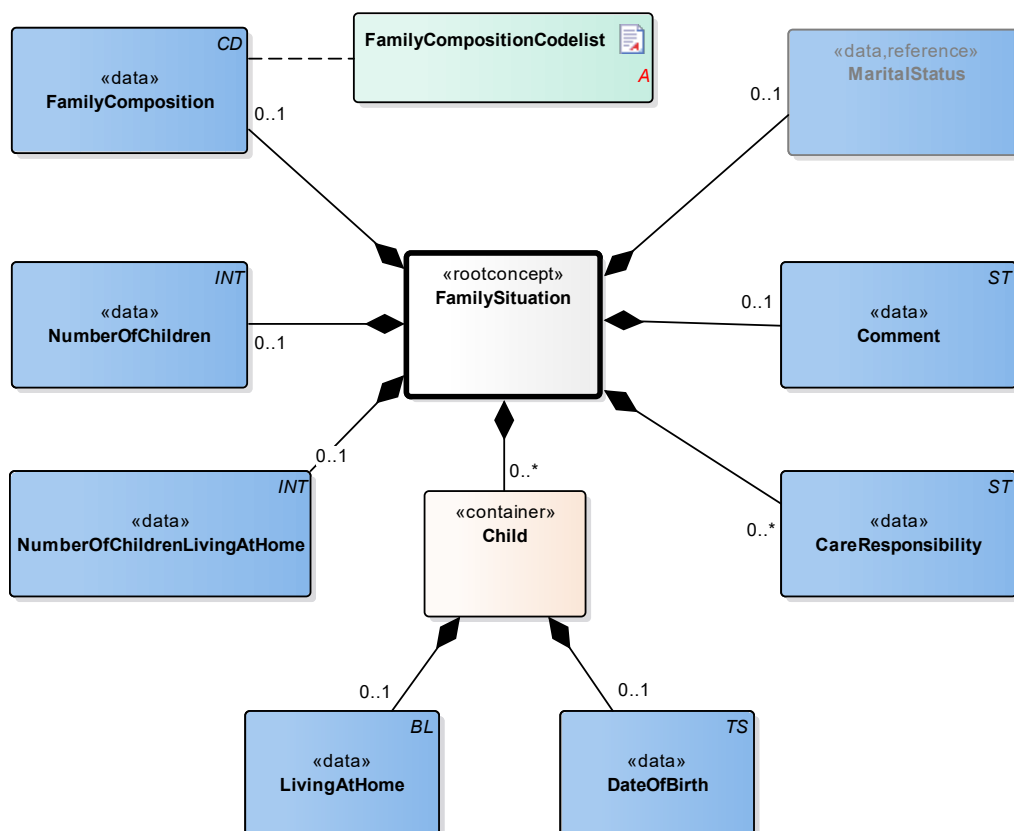 CD
«data»
FamilyComposition
0..1
FamilyCompositionCodelist
A
«data,reference»
MaritalStatus
0..1
INT
«data»
NumberOfChildren
0..1
«rootconcept»
FamilySituation
ST
«data»
Comment
0..1
INT
«data»
NumberOfChildrenLivingAtHome
0..1
0..*
«container»
Child
ST
«data»
CareResponsibility
0..*
0..1
BL
«data»
LivingAtHome
0..1
TS
«data»
DateOfBirth